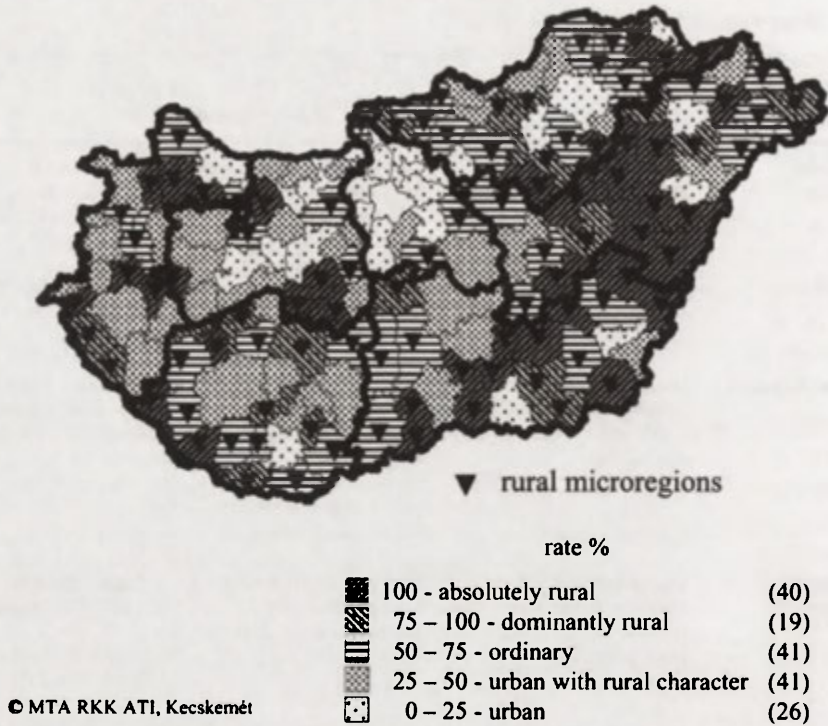 ▼ rural microregions
rate %
100 - absolutely rural (40)
75 – 100 - dominantly rural (19)
50 – 75 - ordinary (41)
25 – 50 - urban with rural character (41)
0 – 25 - urban (26)
© MTA RKK ATI, Kecskemét